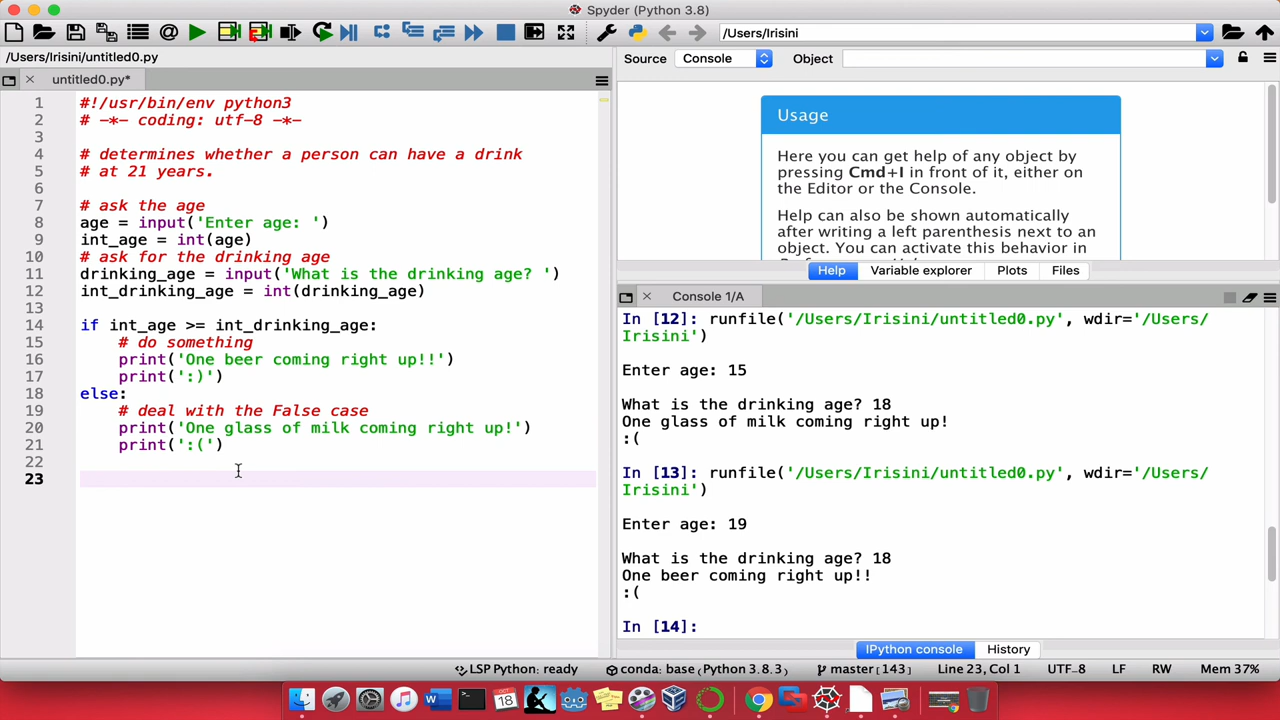 Spyder (Python 3.8)
/Users/Irisini
/Users/Irisini/untitled0.py
untitled0.py*
1 #!/usr/bin/env python3
2 # -*- coding: utf-8 -*-
3
4 # determines whether a person can have a drink
5 # at 21 years.
6
7 # ask the age
8 age = input('Enter age: ')
9 int_age = int(age)
10 # ask for the drinking age
11 drinking_age = input('What is the drinking age? ')
12 int_drinking_age = int(drinking_age)
13
14 if int_age >= int_drinking_age:
15 # do something
16 print('One beer coming right up!!')
17 print(':)')
18 else:
19 # deal with the False case
20 print('One glass of milk coming right up!')
21 print(':(')
22
23
Source Console Object
Usage
Here you can get help of any object by
pressing Cmd+I in front of it, either on
the Editor or the Console.
Help can also be shown automatically
after writing a left parenthesis next to an
object. You can activate this behavior in
Help Variable explorer Plots Files
Console 1/A
In [12]: runfile('/Users/Irisini/untitled0.py', wdir='/Users/
Irisini')
Enter age: 15
What is the drinking age? 18
One glass of milk coming right up!
:(
In [13]: runfile('/Users/Irisini/untitled0.py', wdir='/Users/
Irisini')
Enter age: 19
What is the drinking age? 18
One beer coming right up!!
:(
In [14]:
IPython console History
LSP Python: ready conda: base (Python 3.8.3) master [143] Line 23, Col 1 UTF-8 LF RW Mem 37%
OCT
18